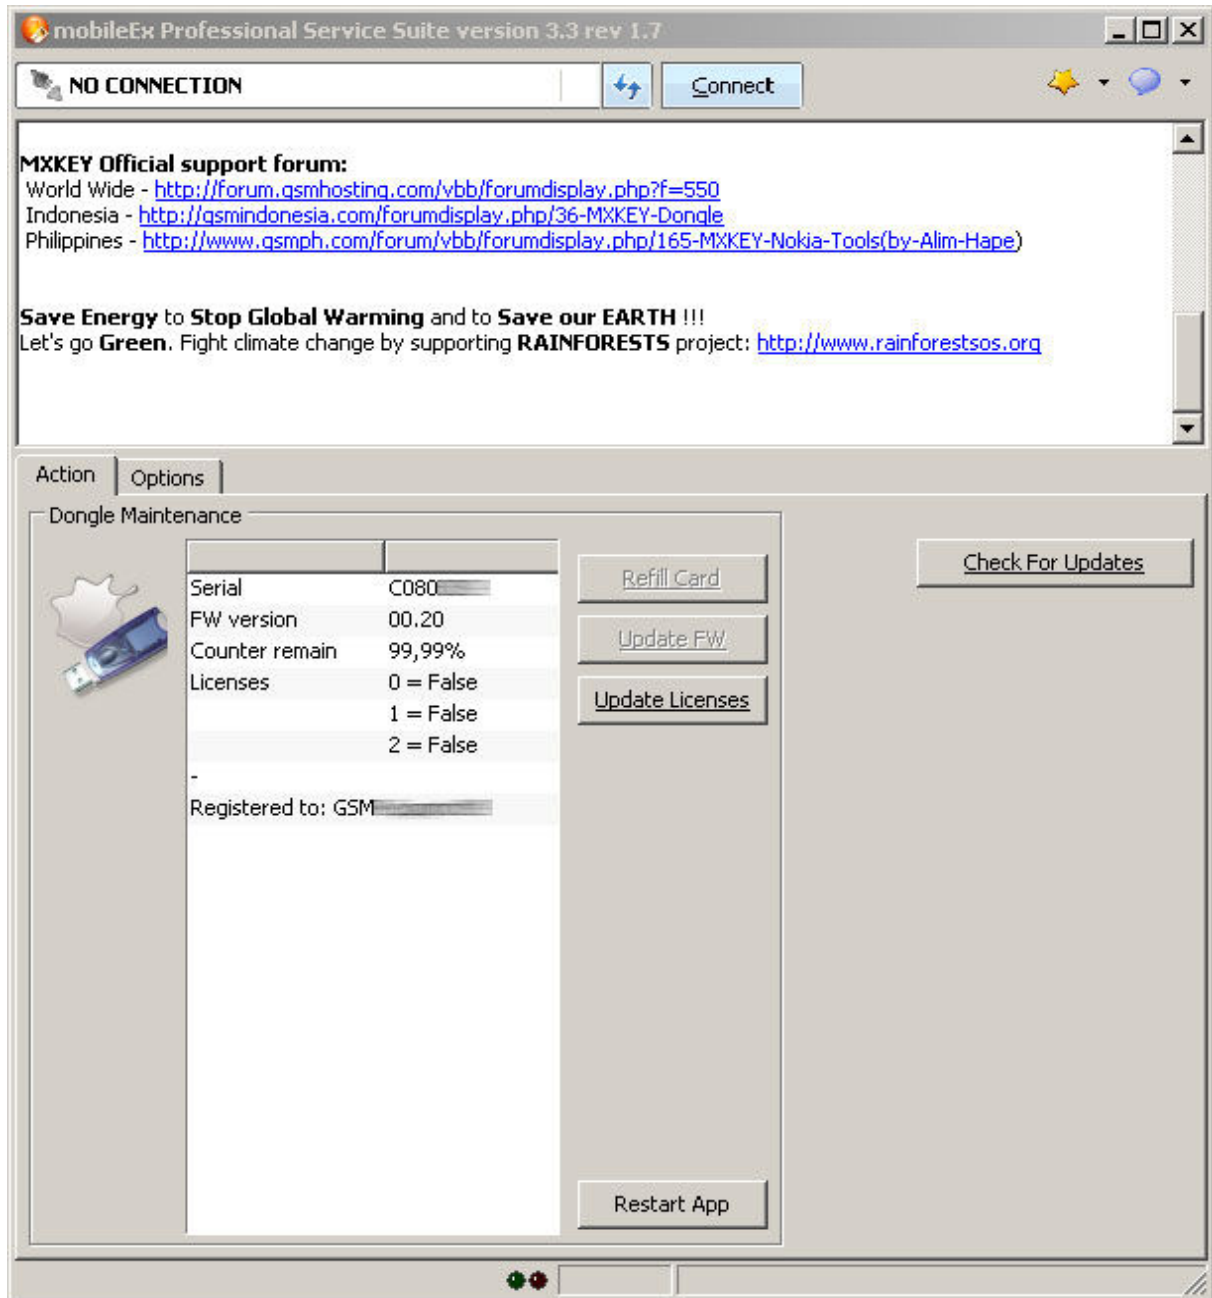 mobileEx Professional Service Suite version 3.3 rev 1.7
NO CONNECTION
Connect
MXKEY Official support forum:
World Wide - http://forum.gsmhosting.com/vbb/forumdisplay.php?f=550
Indonesia - http://gsmindonesia.com/forumdisplay.php/36-MXKEY-Dongle
Philippines - http://www.gsmph.com/forum/vbb/forumdisplay.php/165-MXKEY-Nokia-Tools(by-Alim-Hape)
Save Energy to Stop Global Warming and to Save our EARTH !!!
Let's go Green. Fight climate change by supporting RAINFORESTS project: http://www.rainforestsos.org
Action Options
Dongle Maintenance
Check For Updates
Serial C080
Refill Card
FW version 00.20
Update FW
Counter remain 99,99%
Licenses 0 = False
Update Licenses
1 = False
2 = False
-
Registered to: GSM
Restart App